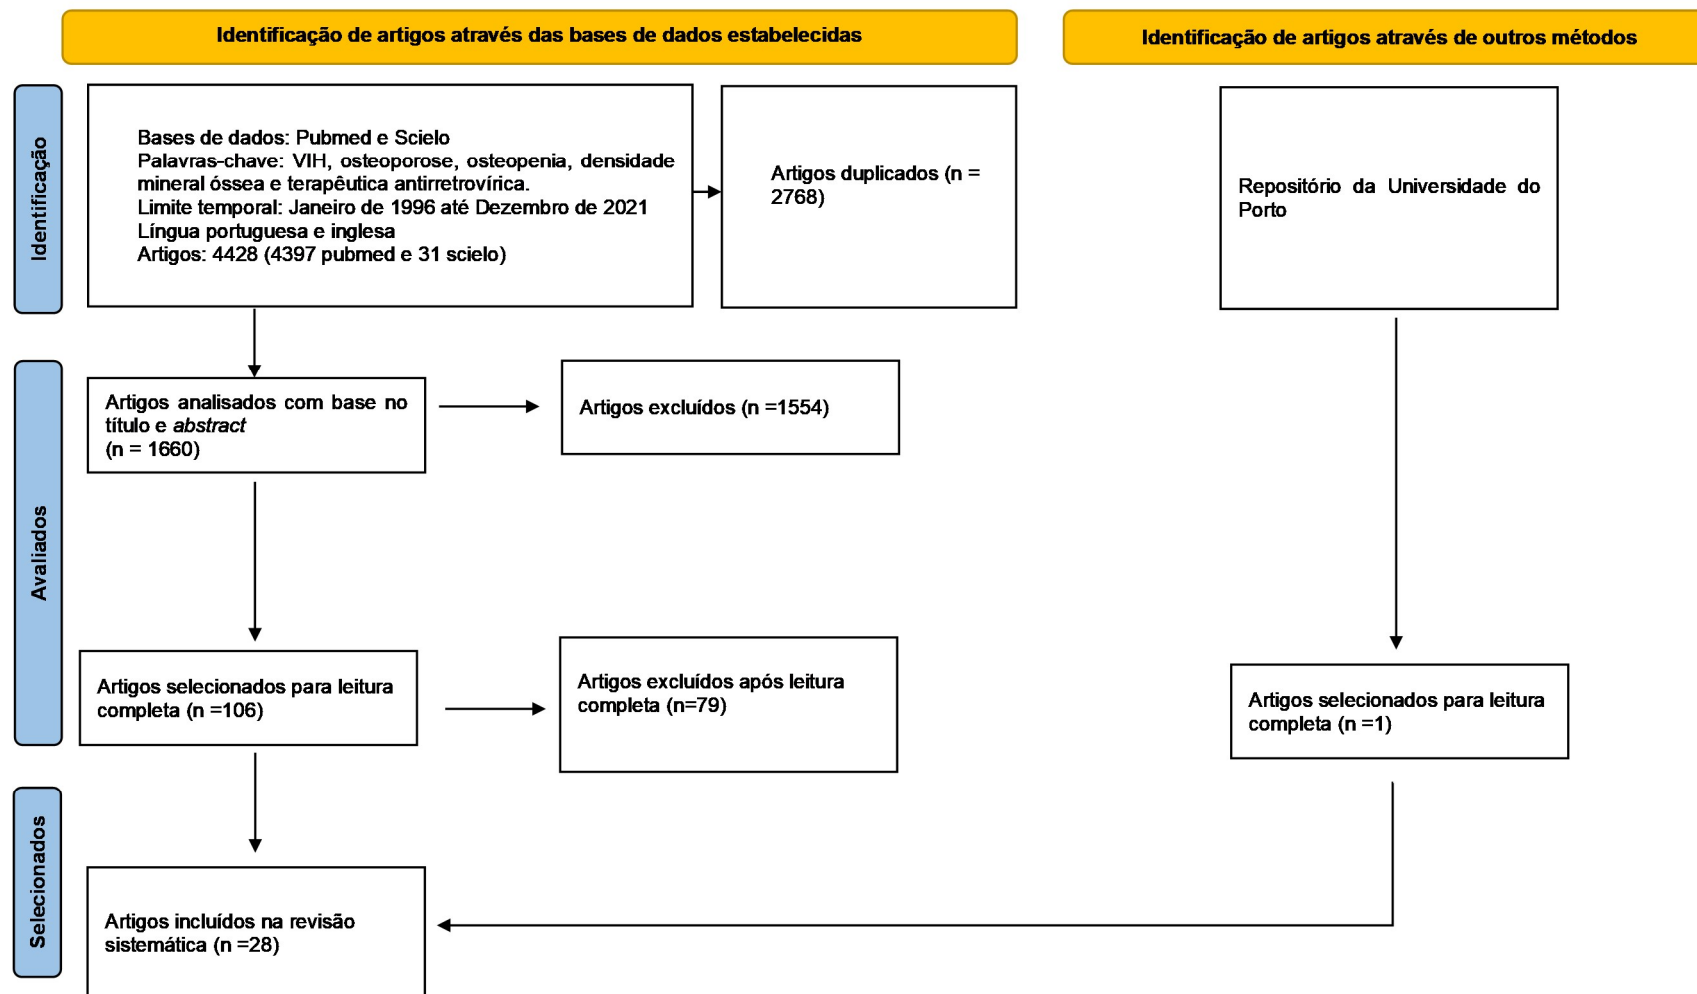 Identificação de artigos através das bases de dados estabelecidas
Identificação de artigos através de outros métodos
Identificação
Bases de dados: Pubmed e Scielo
Palavras-chave: VIH, osteoporose, osteopenia, densidade
mineral óssea e terapêutica antirretrovírica.
Limite temporal: Janeiro de 1996 até Dezembro de 2021
Língua portuguesa e inglesa
Artigos: 4428 (4397 pubmed e 31 scielo)
Artigos duplicados (n =
2768)
Repositório da Universidade do
Porto
Avaliados
Artigos analisados com base no
título e abstract
(n = 1660)
Artigos excluídos (n =1554)
Artigos selecionados para leitura
completa (n =106)
Artigos excluídos após leitura
completa (n=79)
Artigos selecionados para leitura
completa (n =1)
Selecionados
Artigos incluídos na revisão
sistemática (n =28)